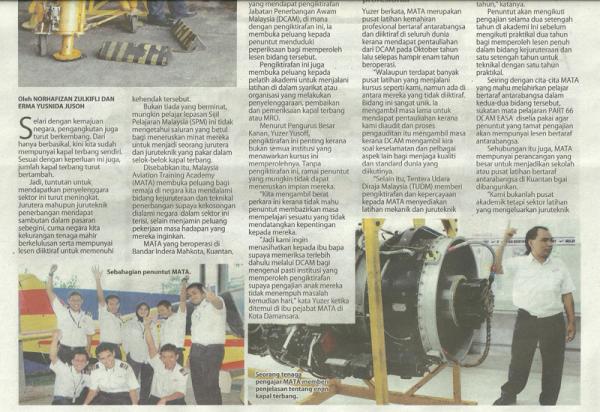 Oleh NORHAFIZAN ZULKIFLI DAN
ERMA YUSNIDA JUSOH
Selari dengan kemajuan
negara, pengangkutan juga
turut berkembang. Dari
hanya berbasikal, kini kita sudah
mempunyai kapal terbang sendiri.
Sesuai dengan keperluan ini juga,
jumlah kapal terbang turut
bertambah.
Jadi, tuntutan untuk
mendapatkan penyelenggara
sektor ini turut meningkat.
Jurutera mahupun juruteknik
penerbangan mendapat
sambutan dalam pasaran
sebegini, cuma negara kita
kekurangan tenaga mahir
berkelulusan serta mempunyai
lesen diktiraf untuk memenuhi
kehendak tersebut.
Bukan tiada yang berminat,
mungkin pelajar lepasan Sijil
Pelajaran Malaysia (SPM) ini tidak
mengetahui saluran yang betul
bagi meneruskan minat mereka
untuk menjadi seorang jurutera
dan juruteknik yang pakar dalam
selok-belok kapal terbang.
Disebabkan itu, Malaysia
Aviation Training Academy
(MATA) membuka peluang bagi
remaja di negara kita mendalami
bidang kejuruteraan dan teknikal
penerbangan supaya kekosongan
dialami negara dalam sektor ini
terisi, selain menjamin peluang
pekerjaan masa hadapan yang
mereka inginkan.
MATA yang beroperasi di
Bandar Indera Mahkota, Kuantan,
yang mendapat pengiktirafan
Jabatan Penerbangan Awam
Malaysia (DCAM), di mana
dengan pengiktirafan ini, ia
membuka peluang kepada
penuntut menduduki
peperiksaan bagi memperoleh
lesen bidang tersebut.
Pengiktirafan ini juga
membuka peluang kepada
pelatih akademi untuk menjalani
latihan di dalam syarikat atau
organisasi yang melakukan
penyelenggaraan, pembaikan
dan pemeriksaan kapal terbang
atau MRO.
Menurut Pengurus Besar
Kanan, Yuzer Yusoff,
pengiktirafan ini penting kerana
bukan semua institusi yang
menawarkan kursus ini
memperolehnya. Tanpa
pengiktirafan ini, ramai penuntut
yang mungkin tidak dapat
meneruskan impian mereka.
"Kita mengambil berat
perkara ini kerana tidak mahu
penuntut membazirkan masa
mempelajari sesuatu yang tidak
mendatangkan kepentingan
kepada mereka.
"Jadi kami ingin
menasihatkan kepada ibu bapa
supaya memeriksa terlebih
dahulu melalui DCAM bagi
mengenal pasti institusi yang
memperoleh pengiktirafan
supaya pengajian anak mereka
tidak menempuh masalah
kemudian hari," kata Yuzer ketika
ditemui di ibu pejabat MATA di
Kota Damansara.
Yuzer berkata, MATA merupakan
pusat latihan kemahiran
profesional bertaraf antarabangsa
dan diktiraf di seluruh dunia
kerana mendapat pentauliahan
dari DCAM pada Oktober tahun
lalu selepas hampir enam tahun
beroperasi.
"Walaupun terdapat banyak
pusat latihan yang menjalani
kursus seperti kami, namun ada di
antara mereka yang tidak diktiraf.
Bidang ini sangat unik. Ia
mengambil masa lama untuk
mendapat pentauliahan kerana
kami diaudit dan proses
pengauditan itu mengambil masa
kerana DCAM mengambil kira
soal keselamatan dan pelbagai
aspek lain bagi menjaga kualiti
dan standard dunia yang
diikutinya.
"Selain itu, Tentera Udara
Diraja Malaysia (TUDM) memberi
pengiktirafan dan kepercayaan
kepada MATA menyediakan
latihan mekanik dan juruteknik
tahun," katanya.
Penuntut akan mengikuti
pengajian selama dua setengah
tahun di akademi ini sebelum
mengikuti praktikal dua tahun
bagi memperoleh lesen penuh
dalam bidang kejuruteraan dan
satu setengah tahun untuk
teknikal dengan satu tahun
praktikal.
Seiring dengan cita-cita MATA
yang mahu melahirkan pelajar
bertaraf antarabangsa dalam
kedua-dua bidang tersebut,
sukatan mata pelajaran PART 66
DCAM EASA' disedia pakai agar
penuntut yang tamat pengajian
akan mempunyai lesen bertaraf
antarabangsa.
Sehubungan itu juga, MATA
mempunyai perancangan yang
besar untuk menjadikan sekolah
atau pusat latihan bertaraf
antarabangsa di Kuantan bgai
dibangunkan.
"Kami bukanlah pusat
akademik tetapi sektor latihan
yang mengeluarkan juruteknik
Sebahagian penuntut MATA.
Seorang tenaga
pengajar MATA memberi
penjelasan tentang enjin
kapal terbang.